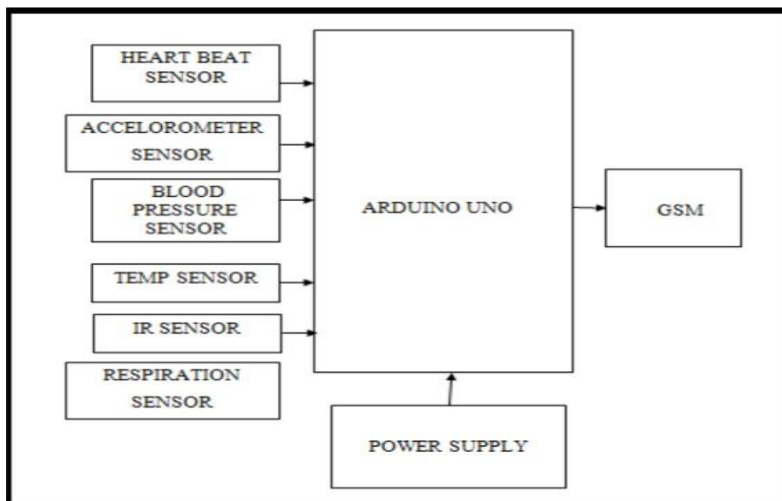 HEART BEAT
SENSOR
ACCELOROMETER
SENSOR
BLOOD
PRESSURE
SENSOR
TEMP SENSOR
IR SENSOR
RESPIRATION
SENSOR
ARDUINO UNO
GSM
POWER SUPPLY